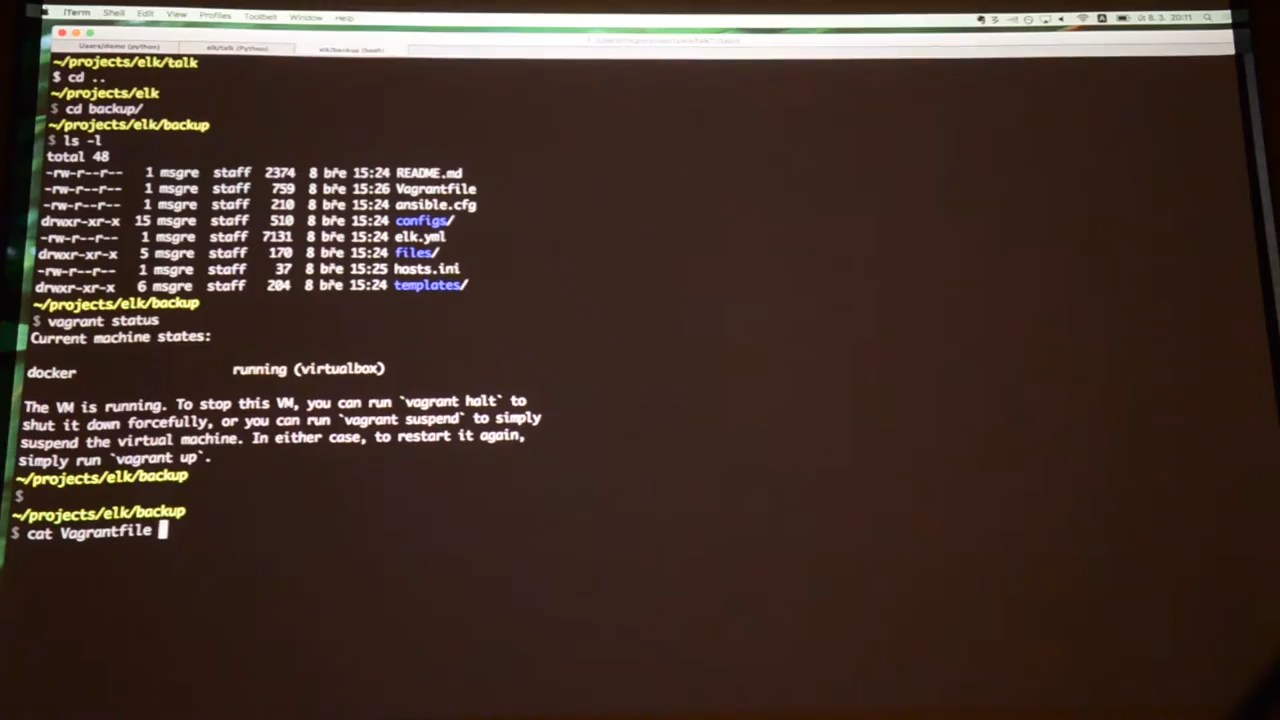 iTerm Shell Edit View Profiles Toolbelt Window Help út 8. 3. 20:11
Users/demo (python) elk/talk (Python) elk/backup (bash)
~/projects/elk/talk
$ cd ..
~/projects/elk
$ cd backup/
~/projects/elk/backup
$ ls -l
total 48
-rw-r--r-- 1 msgre staff 2374 8 bře 15:24 README.md
-rw-r--r-- 1 msgre staff 759 8 bře 15:26 Vagrantfile
-rw-r--r-- 1 msgre staff 210 8 bře 15:24 ansible.cfg
drwxr-xr-x 15 msgre staff 510 8 bře 15:24 configs/
-rw-r--r-- 1 msgre staff 7131 8 bře 15:24 elk.yml
drwxr-xr-x 5 msgre staff 170 8 bře 15:24 files/
-rw-r--r-- 1 msgre staff 37 8 bře 15:25 hosts.ini
drwxr-xr-x 6 msgre staff 204 8 bře 15:24 templates/
~/projects/elk/backup
$ vagrant status
Current machine states:
docker running (virtualbox)
The VM is running. To stop this VM, you can run `vagrant halt` to
shut it down forcefully, or you can run `vagrant suspend` to simply
suspend the virtual machine. In either case, to restart it again,
simply run `vagrant up`.
~/projects/elk/backup
$
~/projects/elk/backup
$ cat Vagrantfile